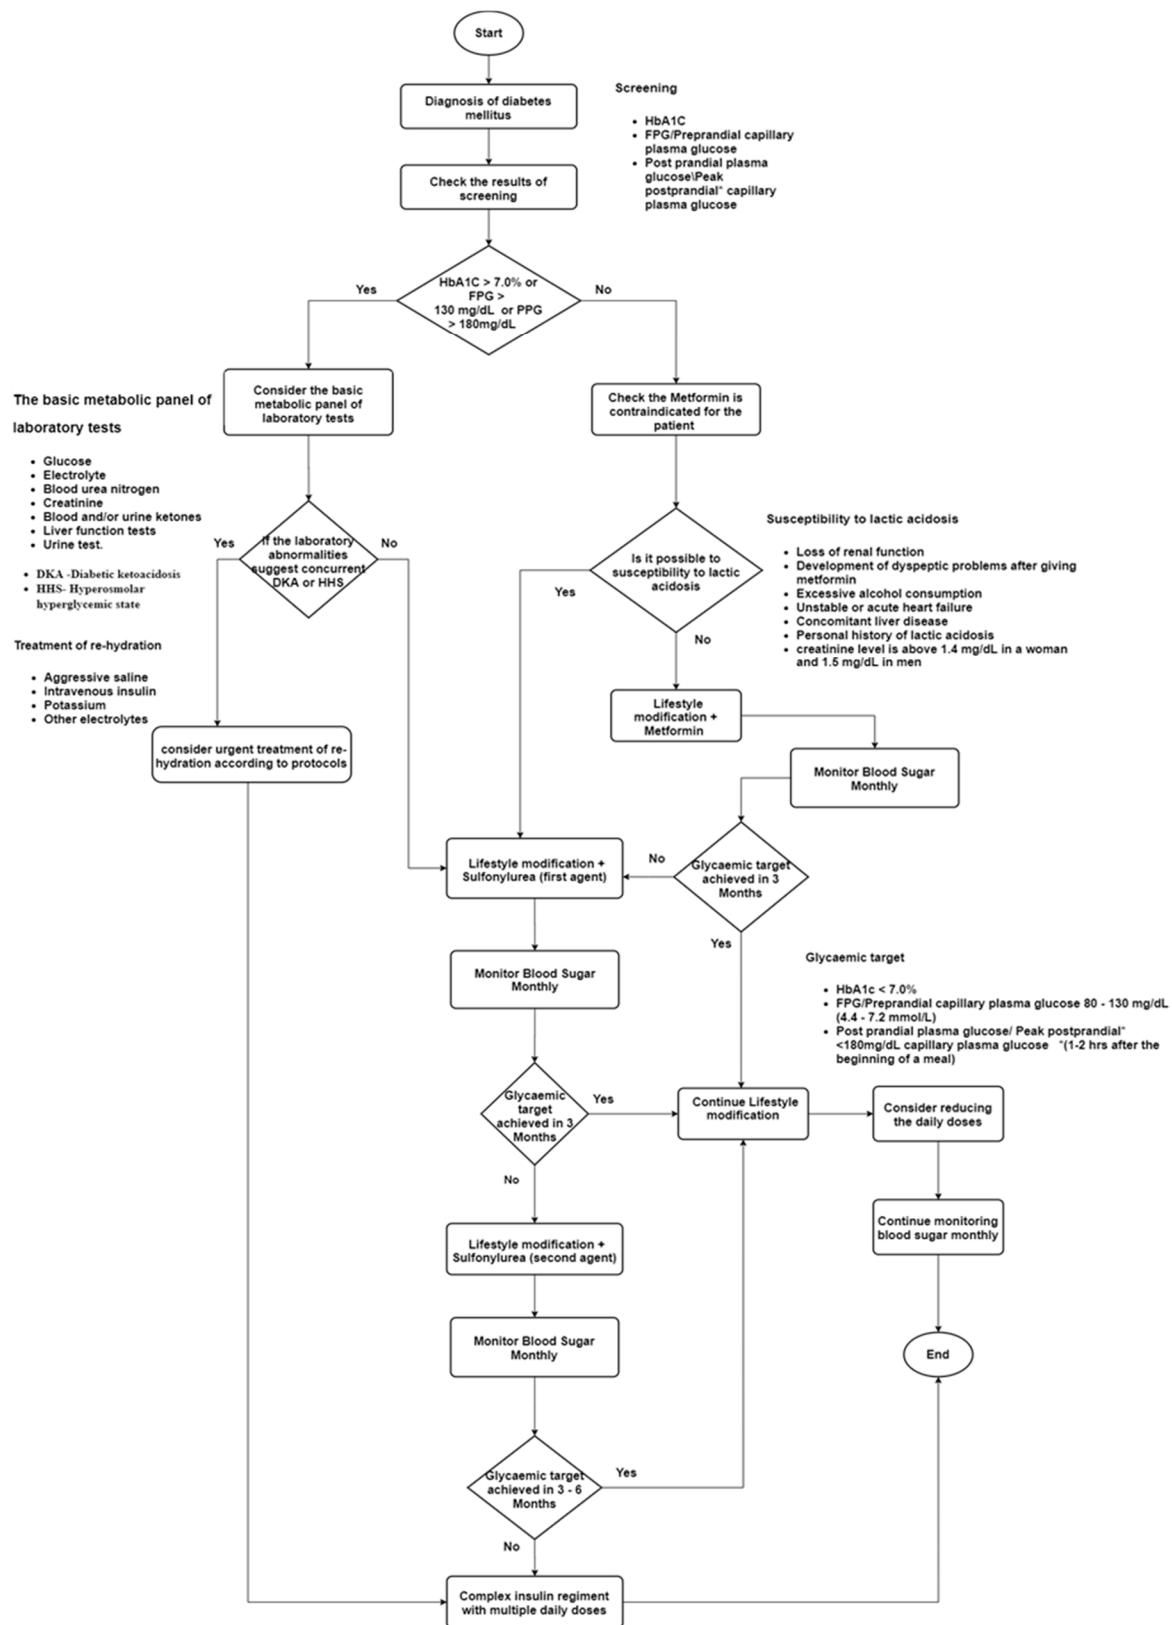 Start
Diagnosis of diabetes
mellitus
Screening
• HbA1C
• FPG/Preprandial capillary
plasma glucose
• Post prandial plasma
glucose\Peak
postprandial* capillary
plasma glucose
Check the results of
screening
HbA1C > 7.0% or
FPG >
130 mg/dL or PPG
> 180mg/dL
Yes
No
The basic metabolic panel of
laboratory tests
• Glucose
• Electrolyte
• Blood urea nitrogen
• Creatinine
• Blood and/or urine ketones
• Liver function tests
• Urine test.
• DKA -Diabetic ketoacidosis
• HHS- Hyperosmolar
hyperglycemic state
Treatment of re-hydration
• Aggressive saline
• Intravenous insulin
• Potassium
• Other electrolytes
Consider the basic
metabolic panel of
laboratory tests
Check the Metformin is
contraindicated for the
patient
If the laboratory
abnormalities
suggest concurrent
DKA or HHS
Yes
No
Is it possible to
susceptibility to lactic
acidosis
Yes
No
Susceptibility to lactic acidosis
• Loss of renal function
• Development of dyspeptic problems after giving
metformin
• Excessive alcohol consumption
• Unstable or acute heart failure
• Concomitant liver disease
• Personal history of lactic acidosis
• creatinine level is above 1.4 mg/dL in a woman
and 1.5 mg/dL in men
Lifestyle
modification +
Metformin
consider urgent treatment of re-
hydration according to protocols
Monitor Blood Sugar
Monthly
Lifestyle modification +
Sulfonylurea (first agent)
No
Glycaemic target
achieved in 3
Months
Yes
Monitor Blood Sugar
Monthly
Glycaemic target
• HbA1c < 7.0%
• FPG/Preprandial capillary plasma glucose 80 - 130 mg/dL
(4.4 - 7.2 mmol/L)
• Post prandial plasma glucose/ Peak postprandial*
<180mg/dL capillary plasma glucose *(1-2 hrs after the
beginning of a meal)
Glycaemic
target
achieved in 3
Months
Yes
No
Continue Lifestyle
modification
Consider reducing
the daily doses
Continue monitoring
blood sugar monthly
Lifestyle modification +
Sulfonylurea (second agent)
Monitor Blood Sugar
Monthly
End
Glycaemic target
achieved in 3 - 6
Months
Yes
No
Complex insulin regiment
with multiple daily doses